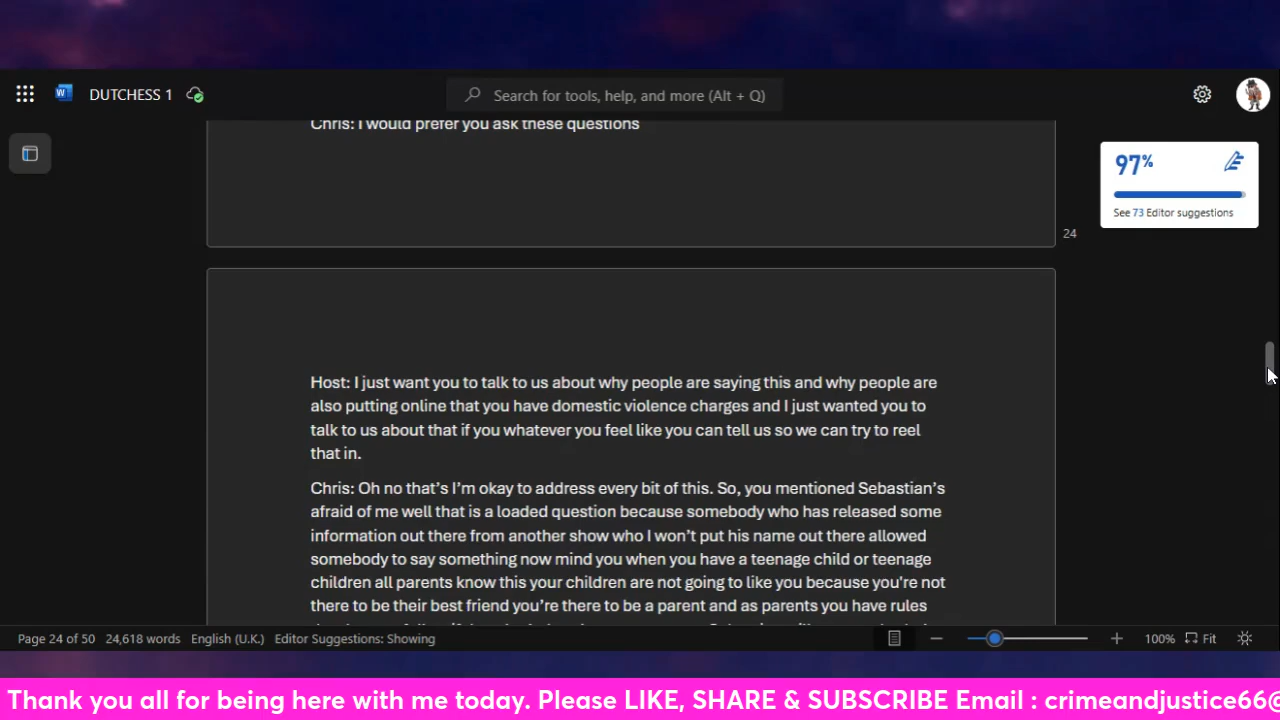 DUTCHESS 1
Search for tools, help, and more (Alt + Q)
Chris: I would prefer you ask these questions
97%
See 73 Editor suggestions
24
Host: I just want you to talk to us about why people are saying this and why people are
also putting online that you have domestic violence charges and I just wanted you to
talk to us about that if you whatever you feel like you can tell us so we can try to reel
that in.
Chris: Oh no that's I'm okay to address every bit of this. So, you mentioned Sebastian's
afraid of me well that is a loaded question because somebody who has released some
information out there from another show who I won't put his name out there allowed
somebody to say something now mind you when you have a teenage child or teenage
children all parents know this your children are not going to like you because you're not
there to be their best friend you're there to be a parent and as parents you have rules
Page 24 of 50 24,618 words English (U.K.) Editor Suggestions: Showing
100% Fit
Thank you all for being here with me today. Please LIKE, SHARE & SUBSCRIBE Email : crimeandjustice66@